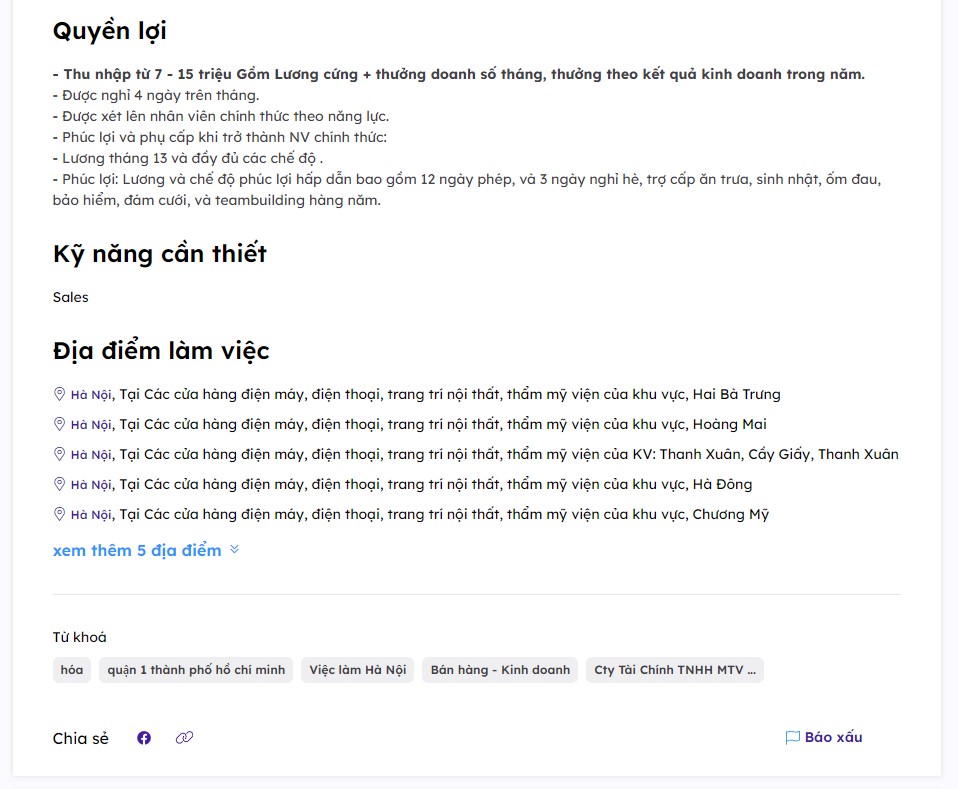 Quyền lợi
- Thu nhập từ 7 - 15 triệu Gồm Lương cứng + thưởng doanh số tháng, thưởng theo kết quả kinh doanh trong năm.
- Được nghỉ 4 ngày trên tháng.
- Được xét lên nhân viên chính thức theo năng lực.
- Phúc lợi và phụ cấp khi trở thành NV chính thức:
- Lương tháng 13 và đầy đủ các chế độ .
- Phúc lợi: Lương và chế độ phúc lợi hấp dẫn bao gồm 12 ngày phép, và 3 ngày nghỉ hè, trợ cấp ăn trưa, sinh nhật, ốm đau,
bảo hiểm, đám cưới, và teambuilding hàng năm.
Kỹ năng cần thiết
Sales
Địa điểm làm việc
Hà Nội, Tại Các cửa hàng điện máy, điện thoại, trang trí nội thất, thẩm mỹ viện của khu vực, Hai Bà Trưng
Hà Nội, Tại Các cửa hàng điện máy, điện thoại, trang trí nội thất, thẩm mỹ viện của khu vực, Hoàng Mai
Hà Nội, Tại Các cửa hàng điện máy, điện thoại, trang trí nội thất, thẩm mỹ viện của KV: Thanh Xuân, Cầy Giấy, Thanh Xuân
Hà Nội, Tại Các cửa hàng điện máy, điện thoại, trang trí nội thất, thẩm mỹ viện của khu vực, Hà Đông
Hà Nội, Tại Các cửa hàng điện máy, điện thoại, trang trí nội thất, thẩm mỹ viện của khu vực, Chương Mỹ
xem thêm 5 địa điểm
Từ khoá
hóa quận 1 thành phố hồ chí minh Việc làm Hà Nội Bán hàng - Kinh doanh Cty Tài Chính TNHH MTV ...
Chia sẻ Báo xấu